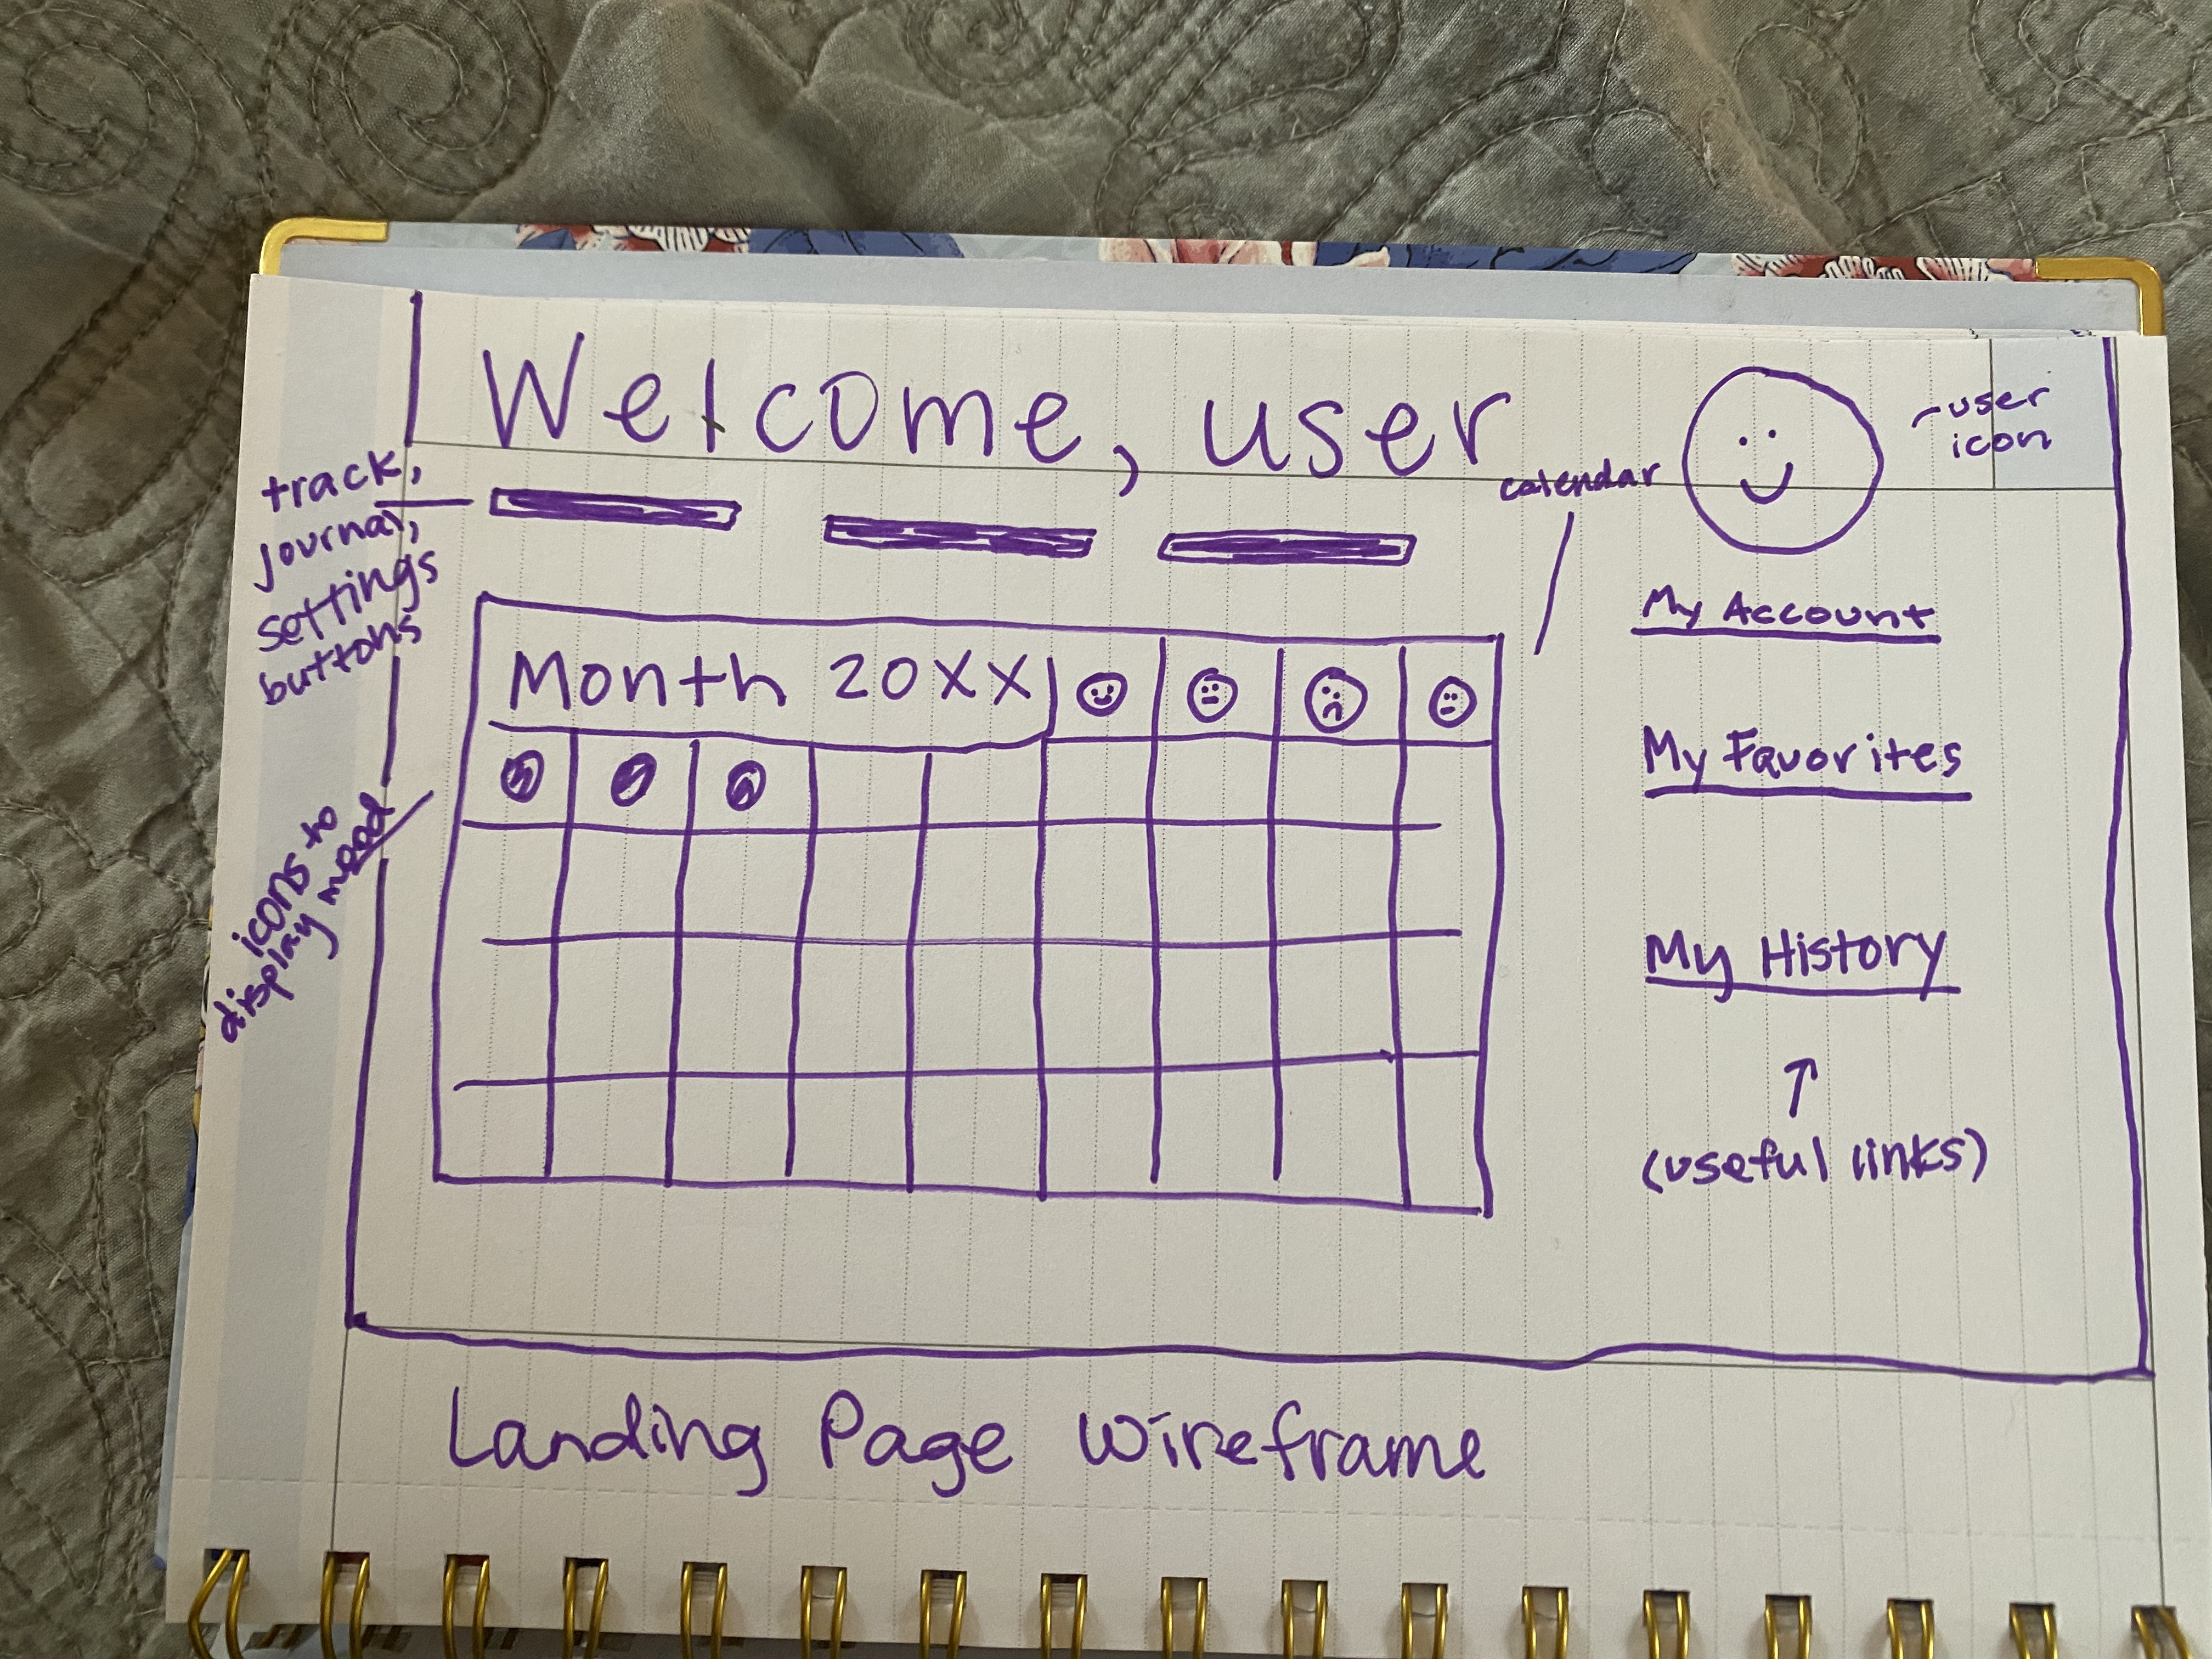 Welcome, user
user
icon
calendar
track,
journal,
settings
buttons
icons to
display mood
Month 20XX
My Account
My Favorites
My History
(useful links)
Landing Page Wireframe